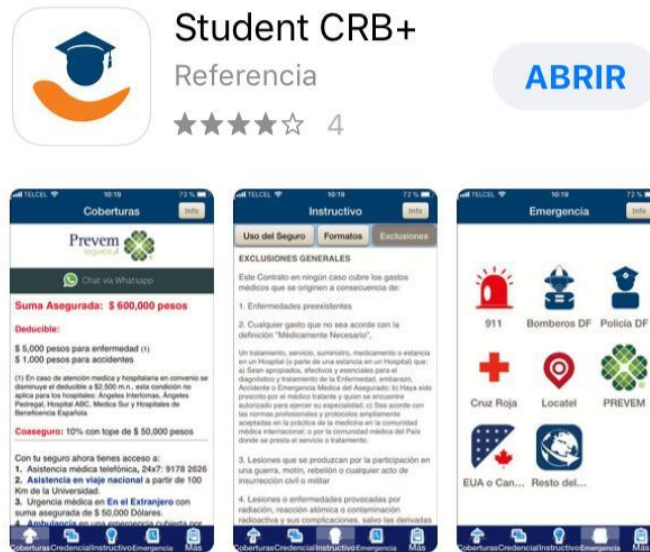 Student CRB+
Referencia
ABRIR
4
TELCEL 10:19 72 %
Coberturas
Info
Prevem
seguros
Chat vía Whatsapp
Suma Asegurada: $ 600,000 pesos
Deducible:
$ 5,000 pesos para enfermedad (1)
$ 1,000 pesos para accidentes
(1) En caso de atención medica y hospitalaria en convenio se
disminuye el deducible a $2,500 m.n., esta condición no
aplica para los hospitales: Ángeles Interlomas, Ángeles
Pedregal, Hospital ABC, Medica Sur y Hospitales de
Beneficencia Española
Coaseguro: 10% con tope de $ 50,000 pesos
Con tu seguro ahora tienes acceso a:
1. Asistencia médica telefónica, 24x7: 9178 2626
2. Asistencia en viaje nacional a partir de 100
Km de la Universidad.
3. Urgencia médica en En el Extranjero con
suma asegurada de $ 50,000 Dólares.
4. Ambulancia en una emergencia cubierta por
Coberturas Credencial Instructivo Emergencia Más
TELCEL 10:19 72 %
Instructivo
Info
Uso del Seguro Formatos Exclusiones
EXCLUSIONES GENERALES
Este Contrato en ningún caso cubre los gastos
médicos que se originen a consecuencia de:
1. Enfermedades preexistentes
2. Cualquier gasto que no sea acorde con la
definición "Médicamente Necesario",
Un tratamiento, servicio, suministro, medicamento o estancia
en un Hospital (o parte de una estancia en un Hospital) que:
a) Sean apropiados, efectivos y esenciales para el
diagnóstico y tratamiento de la Enfermedad, embarazo,
Accidente o Emergencia Médica del Asegurado; b) Haya sido
prescrito por el médico tratante y quien se encuentre
autorizado para ejercer su especialidad; c) Sea acorde con
las normas profesionales y protocolos ampliamente
aceptadas en la práctica de la medicina en la comunidad
médica internacional; o por la comunidad médica del País
donde se presta el servicio o tratamiento.
3. Lesiones que se produzcan por la participación en
una guerra, motín, rebelión o cualquier acto de
insurrección civil o militar
4. Lesiones o enfermedades provocadas por
radiación, reacción atómica o contaminación
radioactiva y sus complicaciones, salvo las derivadas
Coberturas Credencial Instructivo Emergencia Más
TELCEL 10:19 72 %
Emergencia
Info
911 Bomberos DF Policía DF
Cruz Roja Locatel PREVEM
EUA o Can... Resto del...
Coberturas Credencial Instructivo Emergencia Más